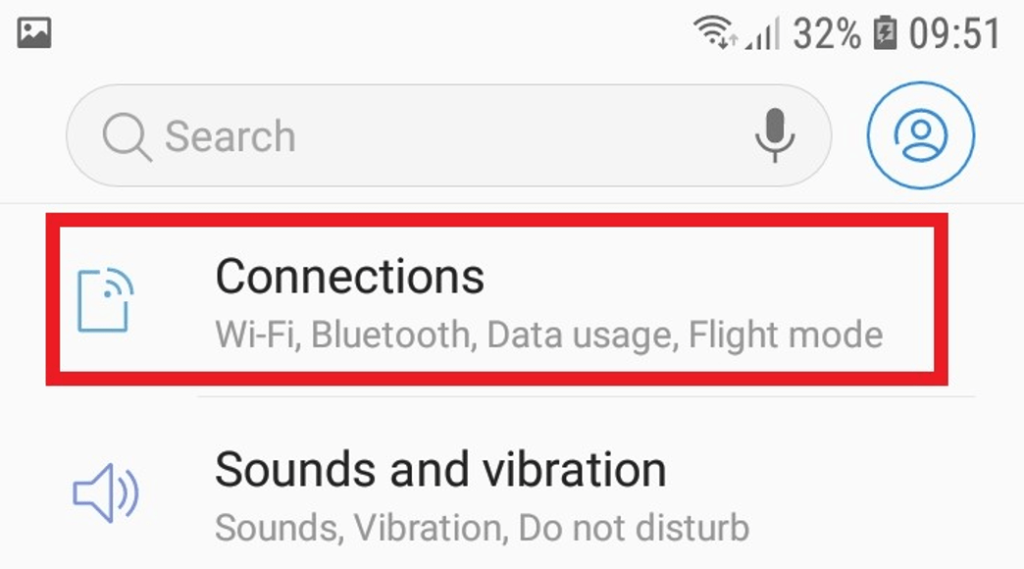 32% 09:51
Search
Connections
Wi-Fi, Bluetooth, Data usage, Flight mode
Sounds and vibration
Sounds, Vibration, Do not disturb